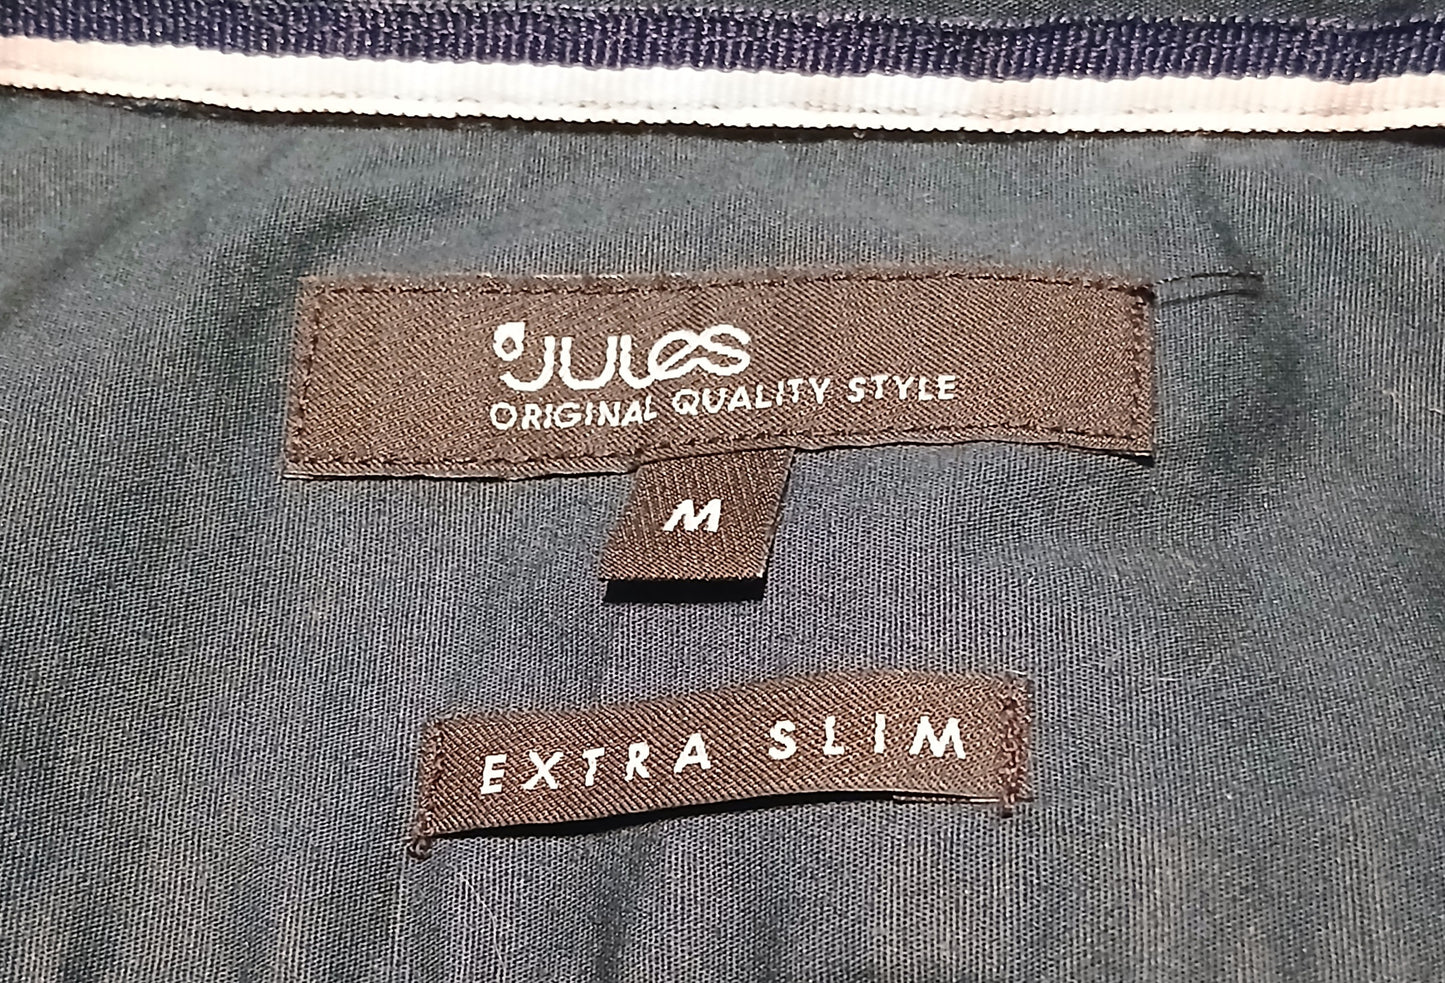 JULES
ORIGINAL QUALITY STYLE
M
EXTRA SLIM